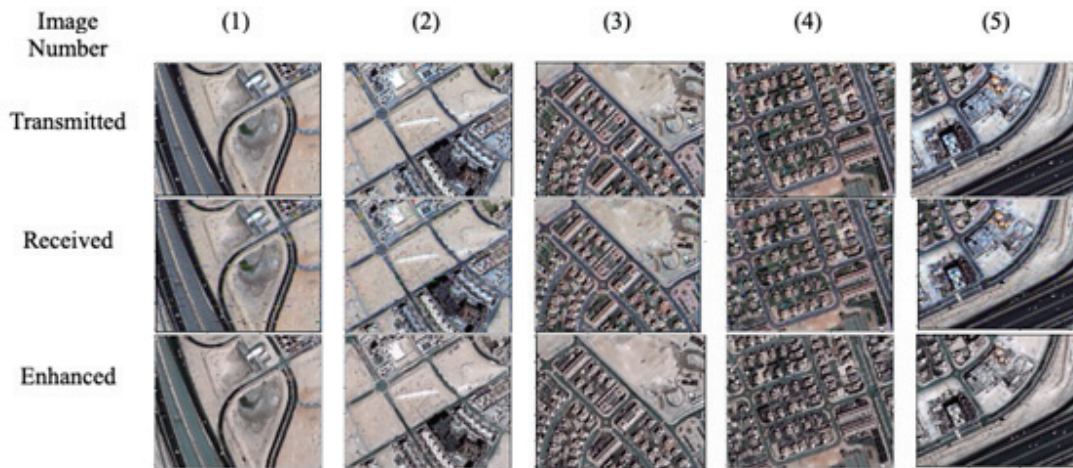 Image Number (1) (2) (3) (4) (5)
Transmitted
Received
Enhanced